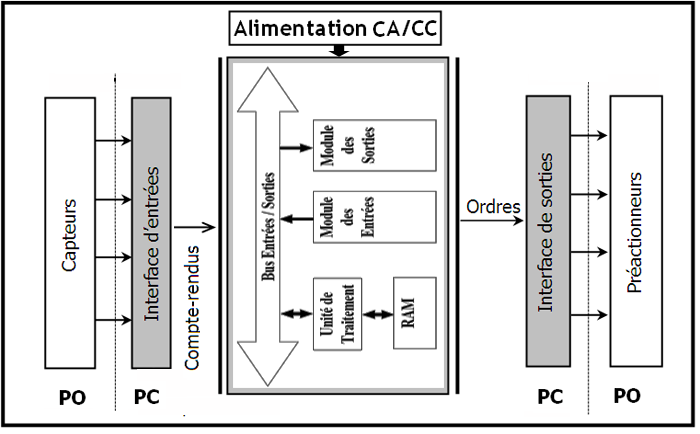 Alimentation CA/CC
Capteurs
Interface d'entrées
Compte-rendus
Bus Entrées / Sorties
Module
des
Sorties
Module
des
Entrées
Unité de
Traitement
RAM
Ordres
Interface de sorties
Préactionneurs
PO
PC
PC
PO